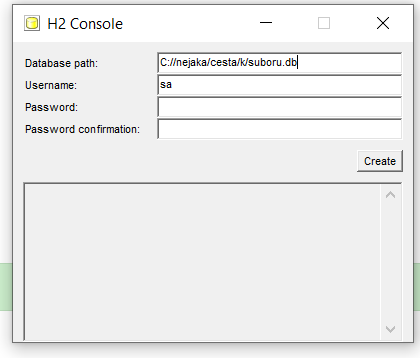 H2 Console
Database path: C://nejaka/cesta/k/suboru.db
Username: sa
Password:
Password confirmation:
Create